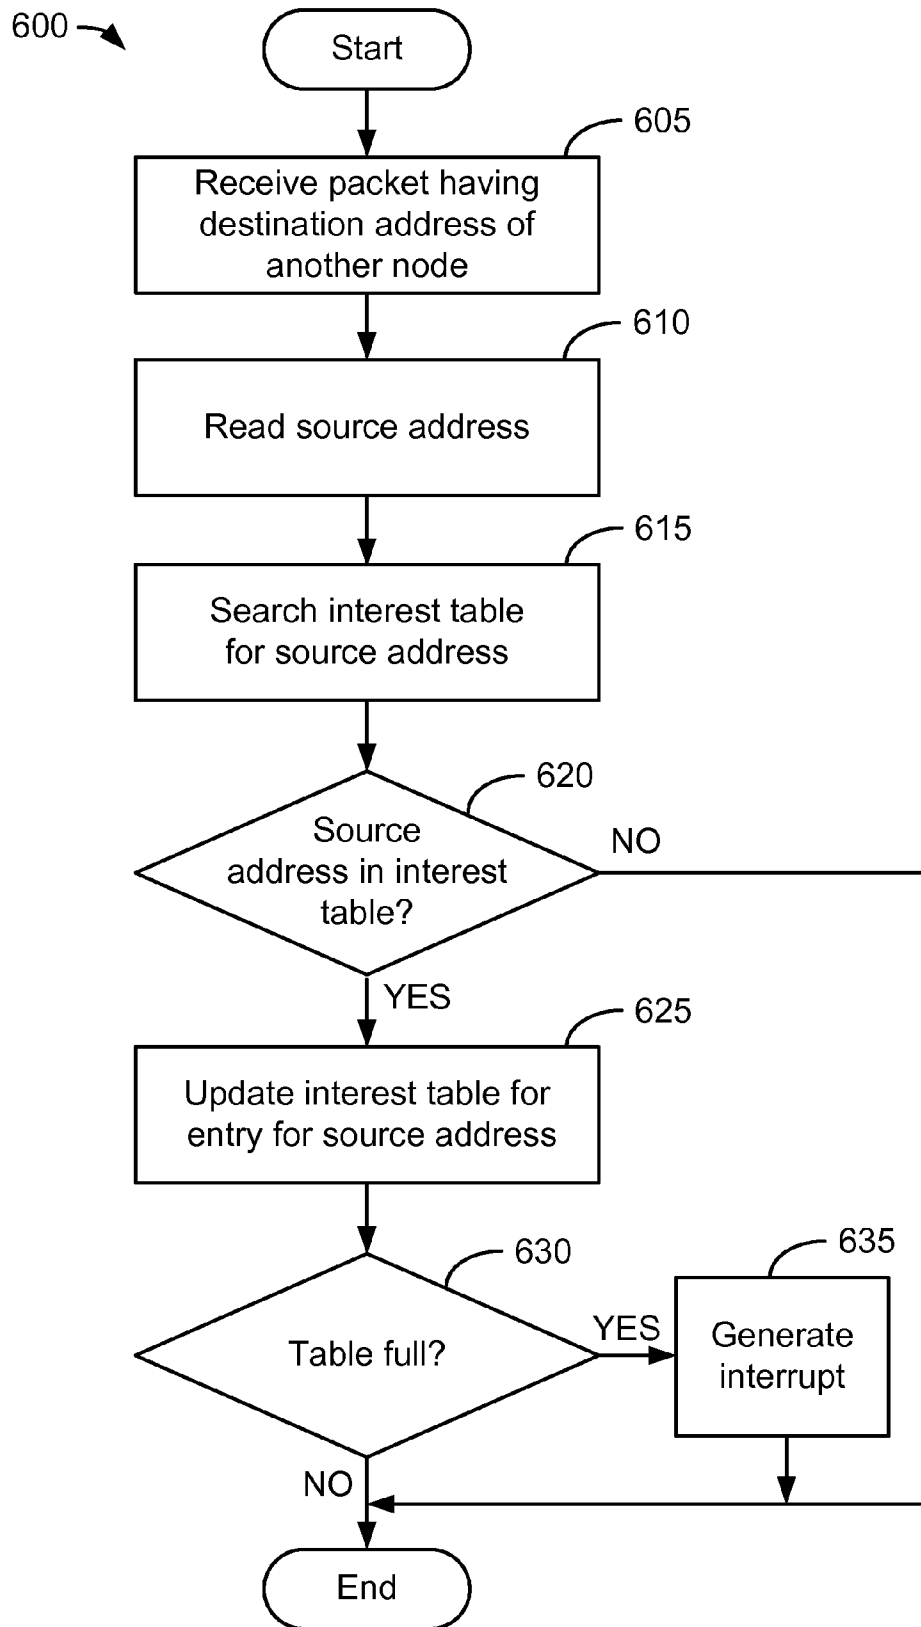 600
Start
605
Receive packet having
destination address of
another node
610
Read source address
615
Search interest table
for source address
620
Source
address in interest
table?
NO
YES
625
Update interest table for
entry for source address
630
Table full?
YES
635
Generate
interrupt
NO
End